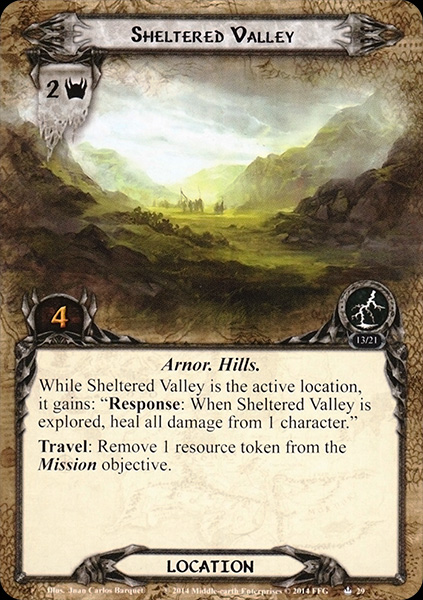 Sheltered Valley
2
4
13/21
Arnor. Hills.
While Sheltered Valley is the active location,
it gains: “Response: When Sheltered Valley is
explored, heal all damage from 1 character.”
Travel: Remove 1 resource token from the
Mission objective.
LOCATION
Illus. Juan Carlos Barquet © 2014 Middle-earth Enterprises © 2014 FFG 29